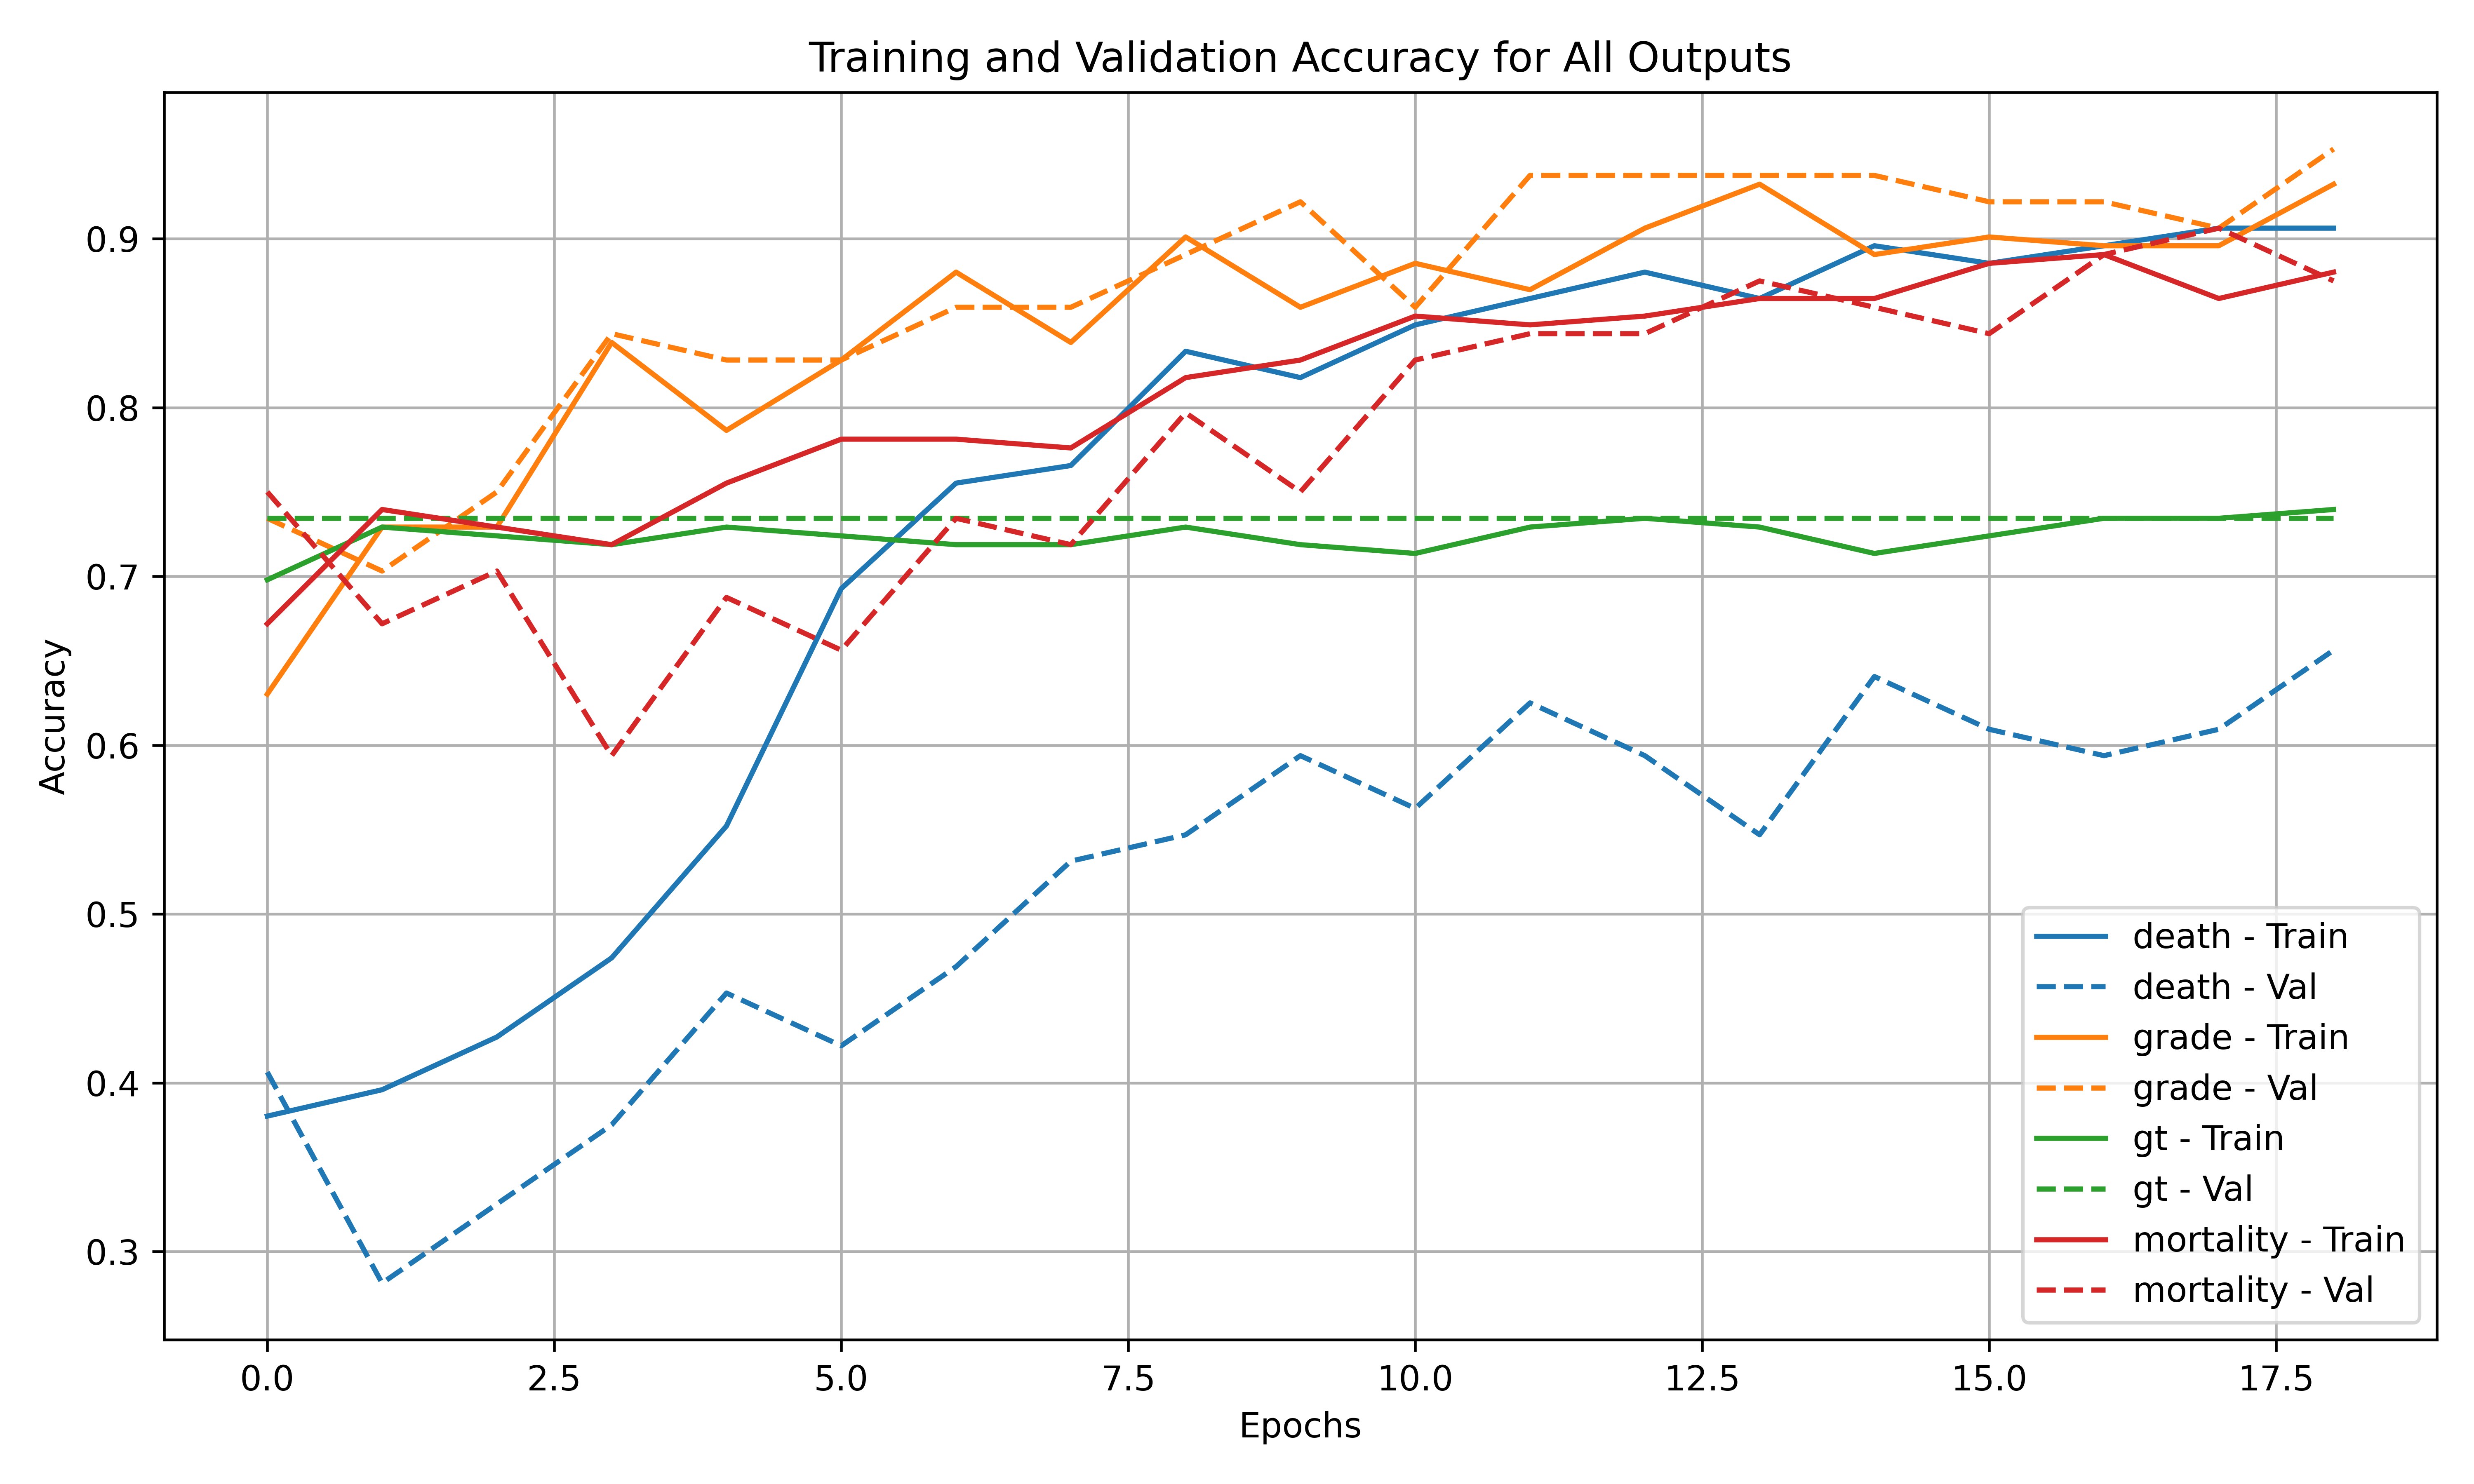 Training and Validation Accuracy for All Outputs
Accuracy
0.9
0.8
0.7
0.6
0.5
0.4
0.3
0.0 2.5 5.0 7.5 10.0 12.5 15.0 17.5
Epochs
death - Train
death - Val
grade - Train
grade - Val
gt - Train
gt - Val
mortality - Train
mortality - Val